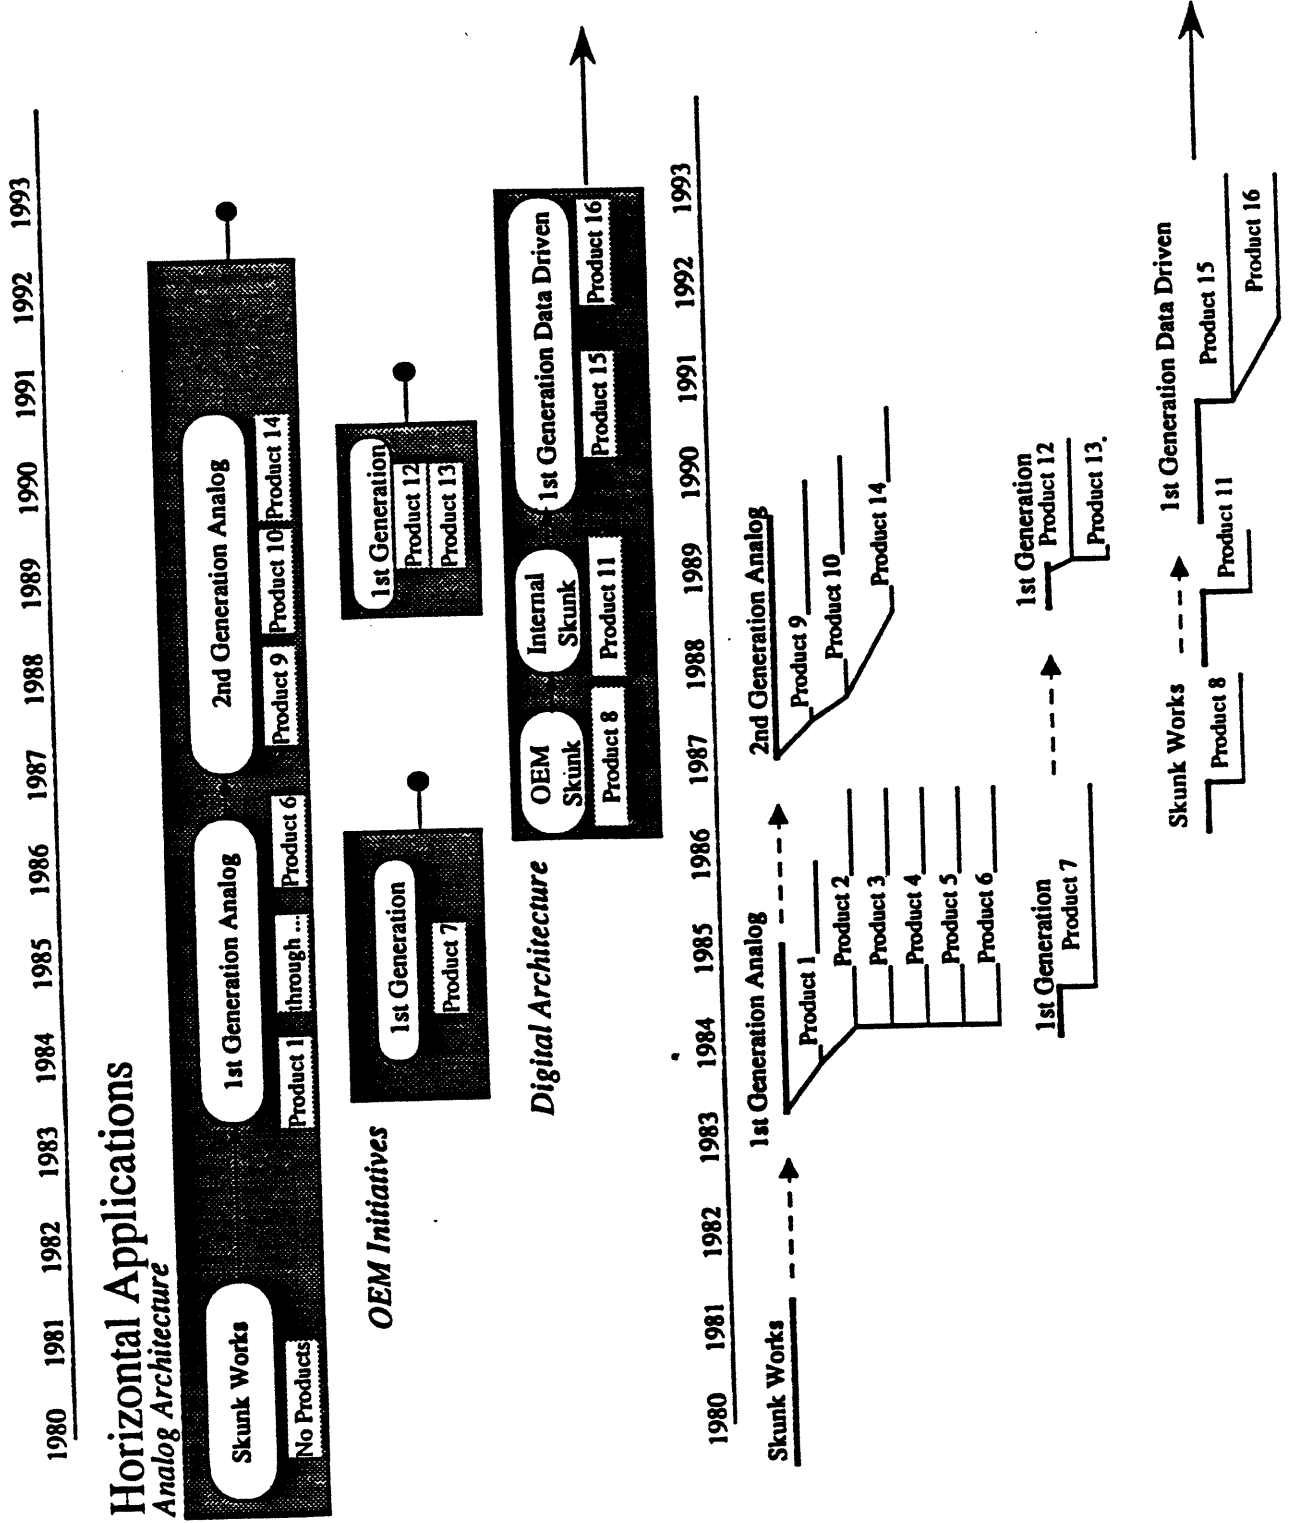 1980 1981 1982 1983 1984 1985 1986 1987 1988 1989 1990 1991 1992 1993
Horizontal Applications
Analog Architecture
Skunk Works
1st Generation Analog
2nd Generation Analog
No Products
Product 1
through ...
Product 6
Product 9
Product 10
Product 14
OEM Initiatives
1st Generation
Product 7
1st Generation
Product 12
Product 13
Digital Architecture
OEM
Skunk
Internal
Skunk
1st Generation Data Driven
Product 8
Product 11
Product 15
Product 16
1980 1981 1982 1983 1984 1985 1986 1987 1988 1989 1990 1991 1992 1993
Skunk Works
1st Generation Analog
2nd Generation Analog
Product 1
Product 9
Product 2
Product 10
Product 3
Product 14
Product 4
Product 5
Product 6
1st Generation
Product 7
1st Generation
Product 12
Product 13
Skunk Works
1st Generation Data Driven
Product 8
Product 11
Product 15
Product 16